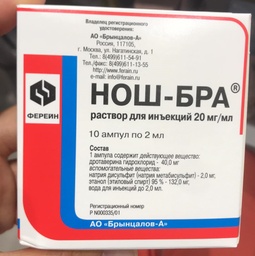 Владелец регистрационного
удостоверения:
АО «Брынцалов-А»
Россия, 117105,
г. Москва, ул. Нагатинская, д. 1
Тел. 8(499)611-54-91
Тел./факс: 8(499)611-13-55
http://www.ferain.ru
e-mail:info@ferain.ru
ФЕРЕЙН
НОШ-БРА®
раствор для инъекций 20 мг/мл
10 ампул по 2 мл
Состав
1 ампула содержит действующее вещество:
дротаверина гидрохлорид - 40,0 мг
вспомогательные вещества:
натрия дисульфит (натрия метабисульфит) - 2,0 мг,
этанол (этиловый спирт) 95 % - 132,0 мг;
вода для инъекций до 2,0 мл.
Регистрационный номер
Р N000335/01
АО «Брынцалов-А»